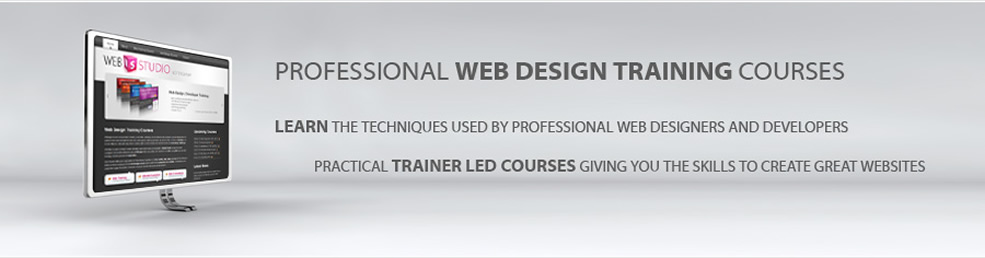 PROFESSIONAL WEB DESIGN TRAINING COURSES
LEARN THE TECHNIQUES USED BY PROFESSIONAL WEB DESIGNERS AND DEVELOPERS
PRACTICAL TRAINER LED COURSES GIVING YOU THE SKILLS TO CREATE GREAT WEBSITES
WEB STUDIO
Web Design Training Courses